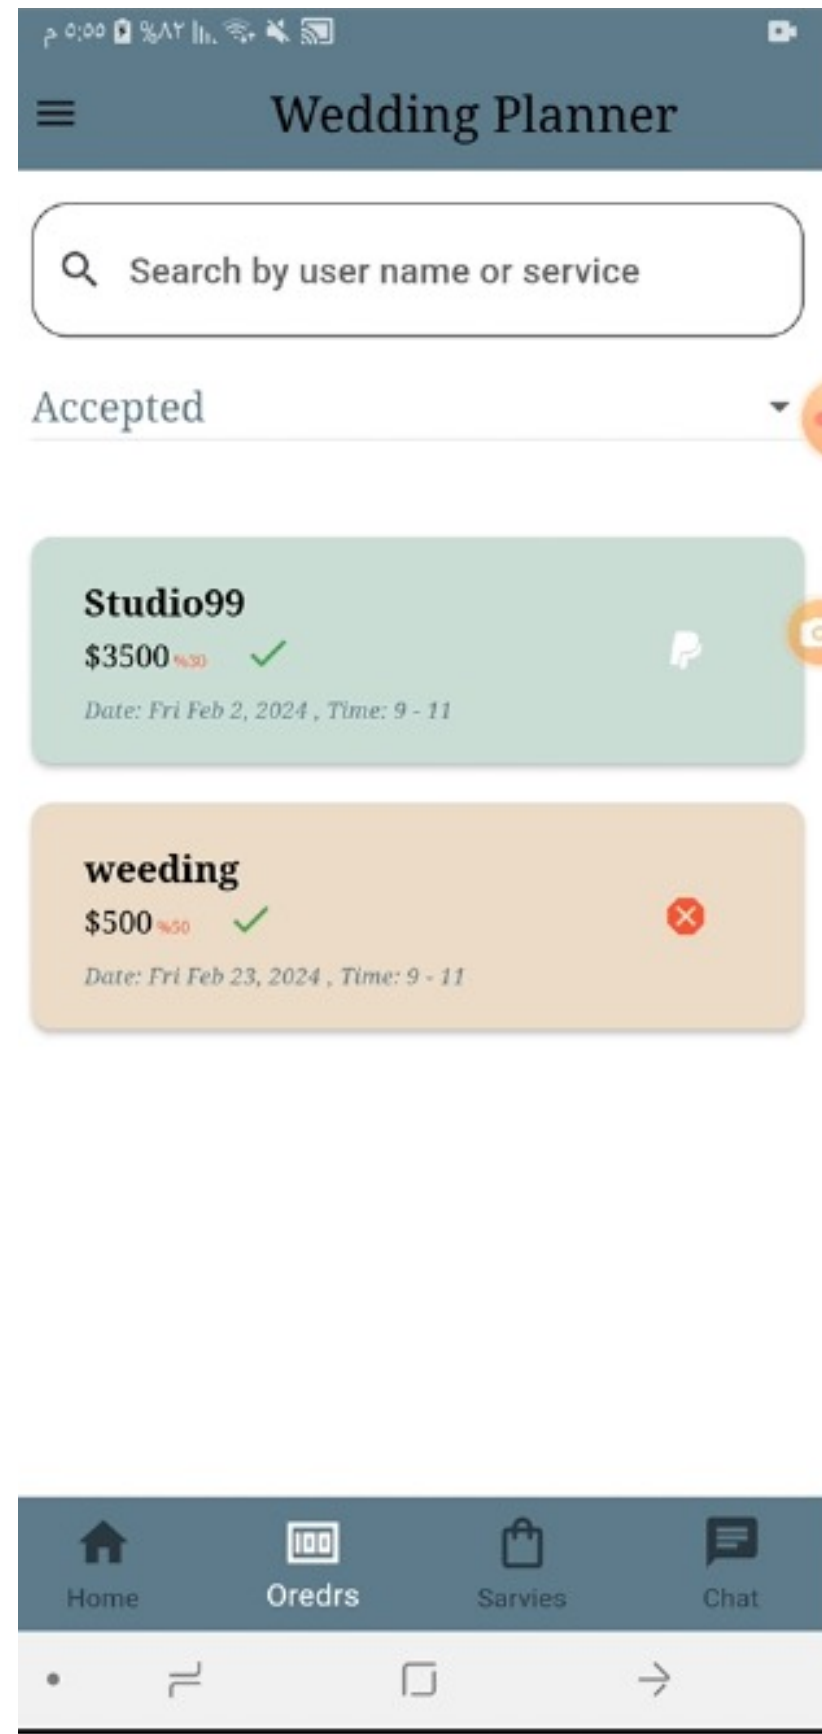 م ٥:٥٥ %٨٢
Wedding Planner
Search by user name or service
Accepted
Studio99
$3500 %30
Date: Fri Feb 2, 2024 , Time: 9 - 11
weeding
$500 %50
Date: Fri Feb 23, 2024 , Time: 9 - 11
Home Oredrs Sarvies Chat